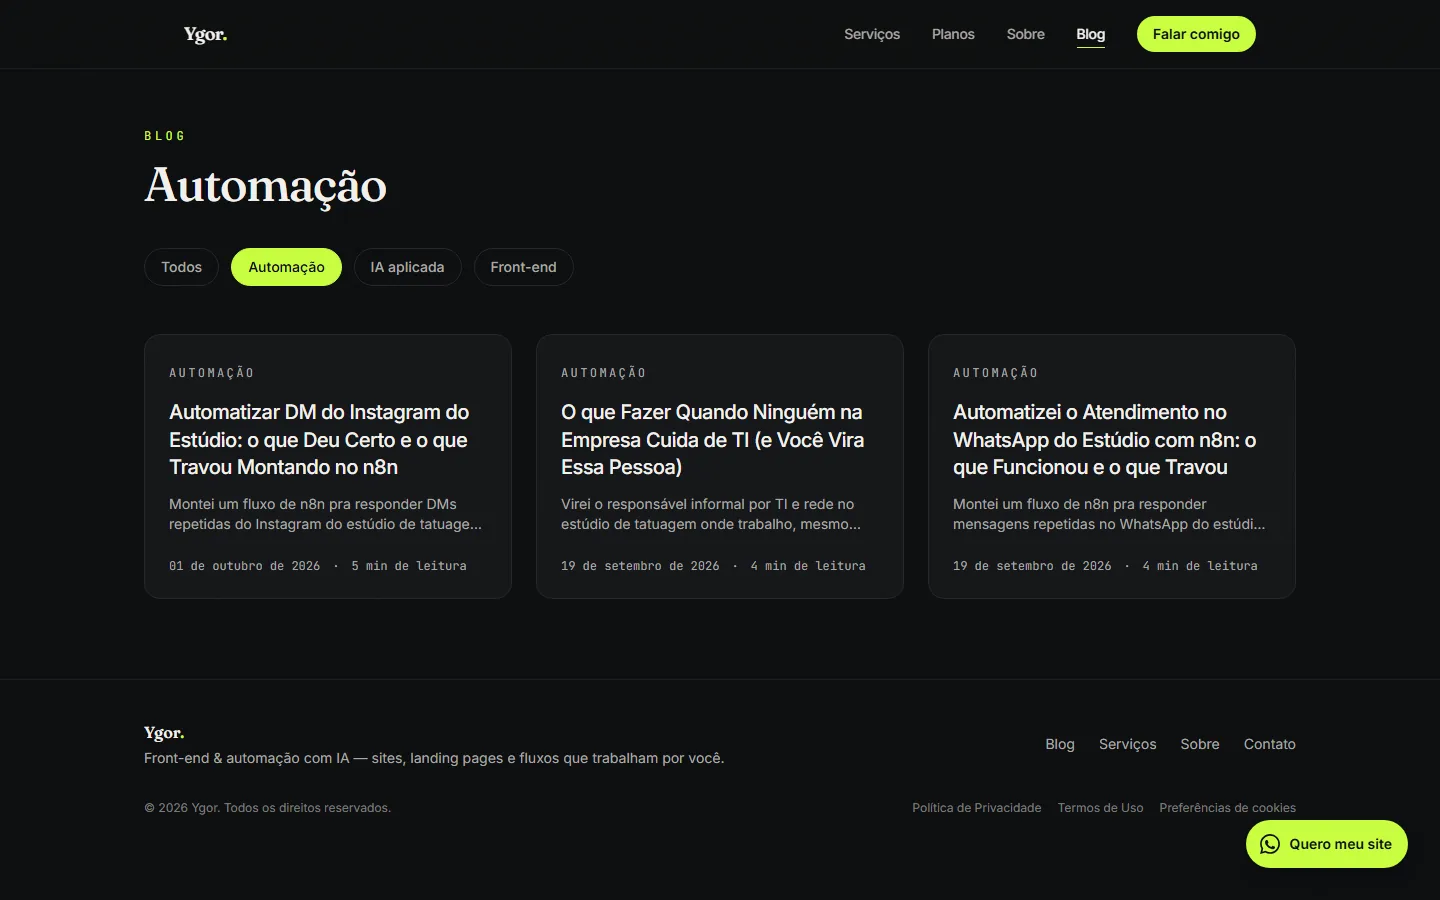 Ygor.
Serviços
Planos
Sobre
Blog
Falar comigo
BLOG
Automação
Todos
Automação
IA aplicada
Front-end
AUTOMAÇÃO
Automatizar DM do Instagram do
Estúdio: o que Deu Certo e o que
Travou Montando no n8n
Montei um fluxo de n8n pra responder DMs
repetidas do Instagram do estúdio de tatuage...
01 de outubro de 2026 · 5 min de leitura
AUTOMAÇÃO
O que Fazer Quando Ninguém na
Empresa Cuida de TI (e Você Vira
Essa Pessoa)
Virei o responsável informal por TI e rede no
estúdio de tatuagem onde trabalho, mesmo...
19 de setembro de 2026 · 4 min de leitura
AUTOMAÇÃO
Automatizei o Atendimento no
WhatsApp do Estúdio com n8n: o
que Funcionou e o que Travou
Montei um fluxo de n8n pra responder
mensagens repetidas no WhatsApp do estúdi...
19 de setembro de 2026 · 4 min de leitura
Ygor.
Front-end & automação com IA — sites, landing pages e fluxos que trabalham por você.
Blog
Serviços
Sobre
Contato
© 2026 Ygor. Todos os direitos reservados.
Política de Privacidade
Termos de Uso
Preferências de cookies
Quero meu site